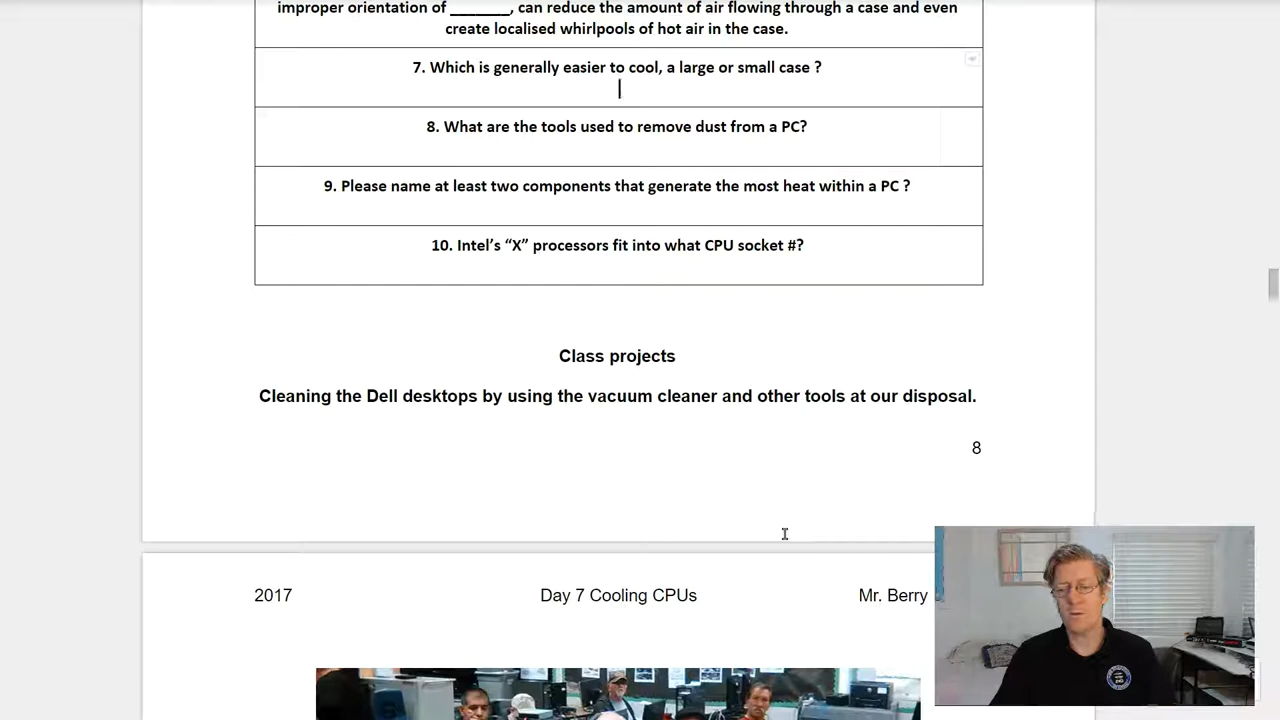 improper orientation of _______, can reduce the amount of air flowing through a case and even
create localised whirlpools of hot air in the case.
7. Which is generally easier to cool, a large or small case ?
8. What are the tools used to remove dust from a PC?
9. Please name at least two components that generate the most heat within a PC ?
10. Intel’s “X” processors fit into what CPU socket #?
Class projects
Cleaning the Dell desktops by using the vacuum cleaner and other tools at our disposal.
8
2017 Day 7 Cooling CPUs Mr. Berry